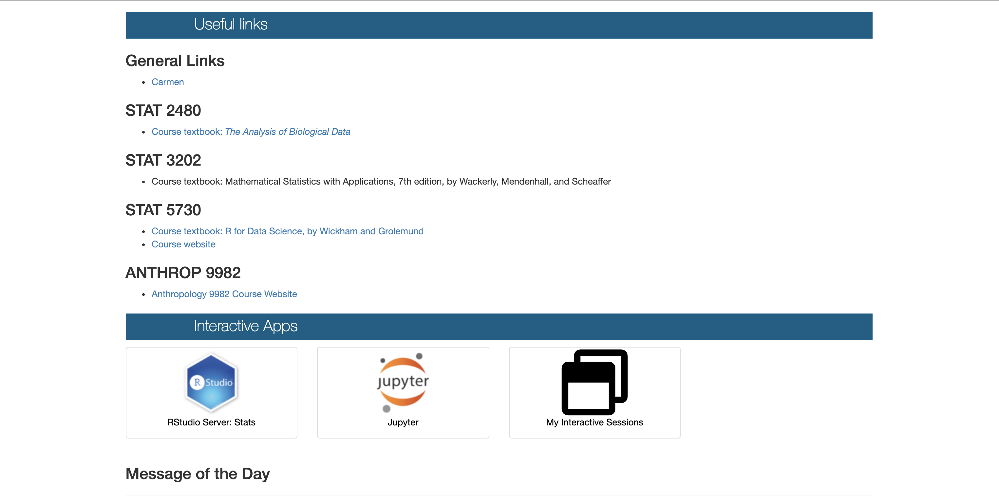 Useful links
General Links
Carmen
STAT 2480
Course textbook: The Analysis of Biological Data
STAT 3202
Course textbook: Mathematical Statistics with Applications, 7th edition, by Wackerly, Mendenhall, and Scheaffer
STAT 5730
Course textbook: R for Data Science, by Wickham and Grolemund
Course website
ANTHROP 9982
Anthropology 9982 Course Website
Interactive Apps
R Studio
RStudio Server: Stats
jupyter
Jupyter
My Interactive Sessions
Message of the Day